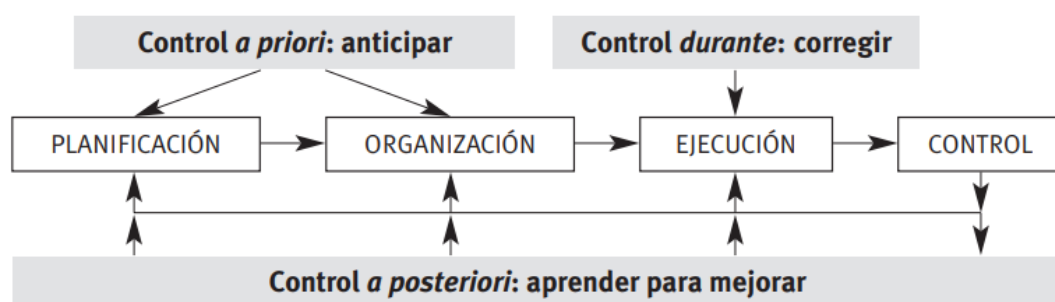 Control a priori: anticipar
Control durante: corregir
PLANIFICACIÓN
ORGANIZACIÓN
EJECUCIÓN
CONTROL
Control a posteriori: aprender para mejorar